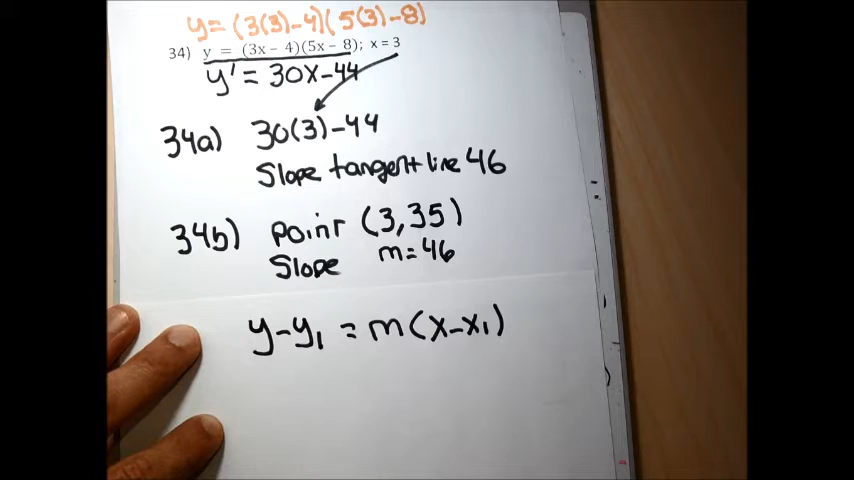 y = (3(3)-4)(5(3)-8)
34) y = (3x - 4)(5x - 8); x = 3
y' = 30x-44
34a) 30(3)-44
Slope tangent line 46
34b) point (3,35)
Slope m=46
y-y₁ = m(x-x₁)